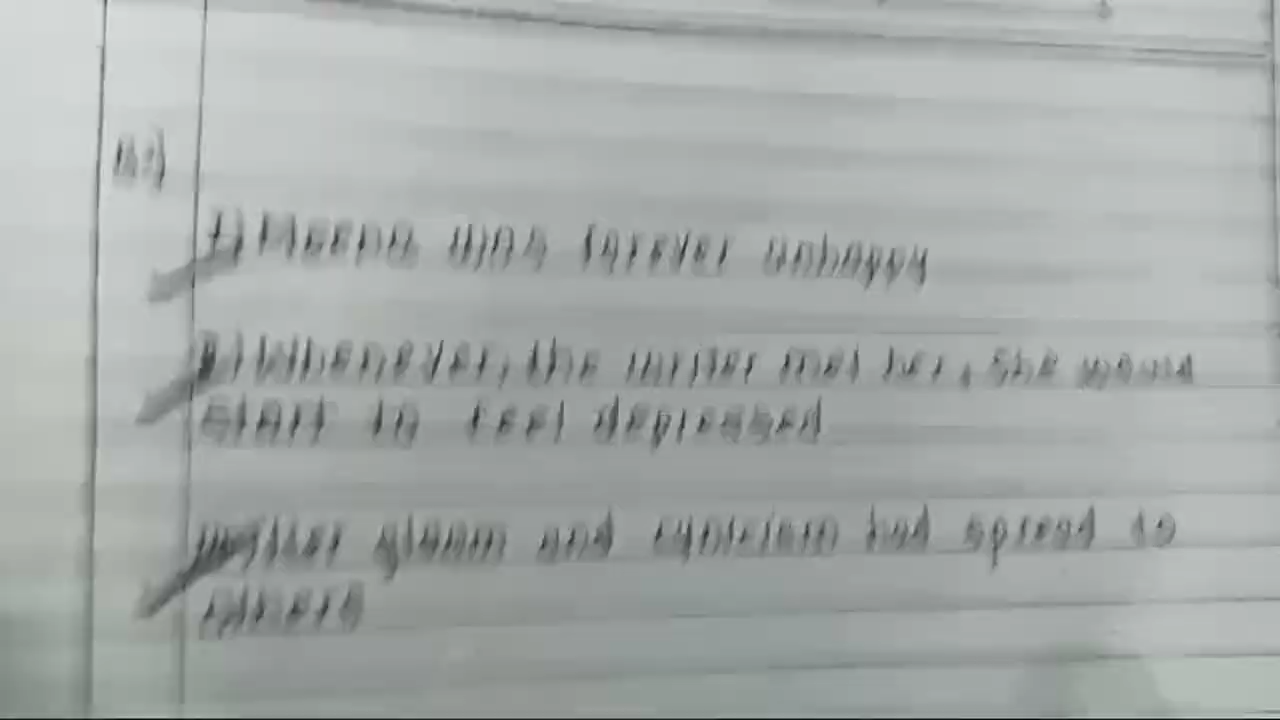 1) Meena was forever unhappy
2) Whenever, the writer met her, she would
start to feel depressed
gloom and cynicism had spread to
others